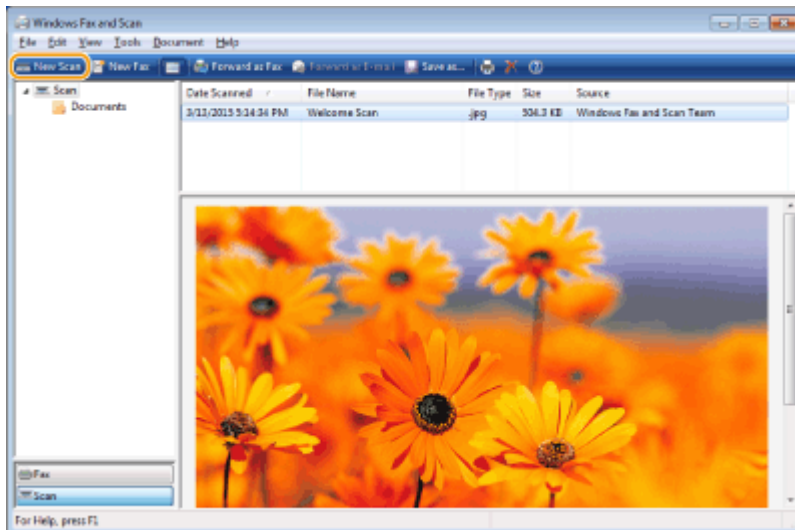 Windows Fax and Scan
File Edit View Tools Document Help
New Scan New Fax Forward as Fax Forward as E-mail Save as...
Scan
Documents
Date Scanned File Name File Type Size Source
3/13/2015 5:14:34 PM Welcome Scan .jpg 504.3 KB Windows Fax and Scan Team
Fax
Scan
For Help, press F1